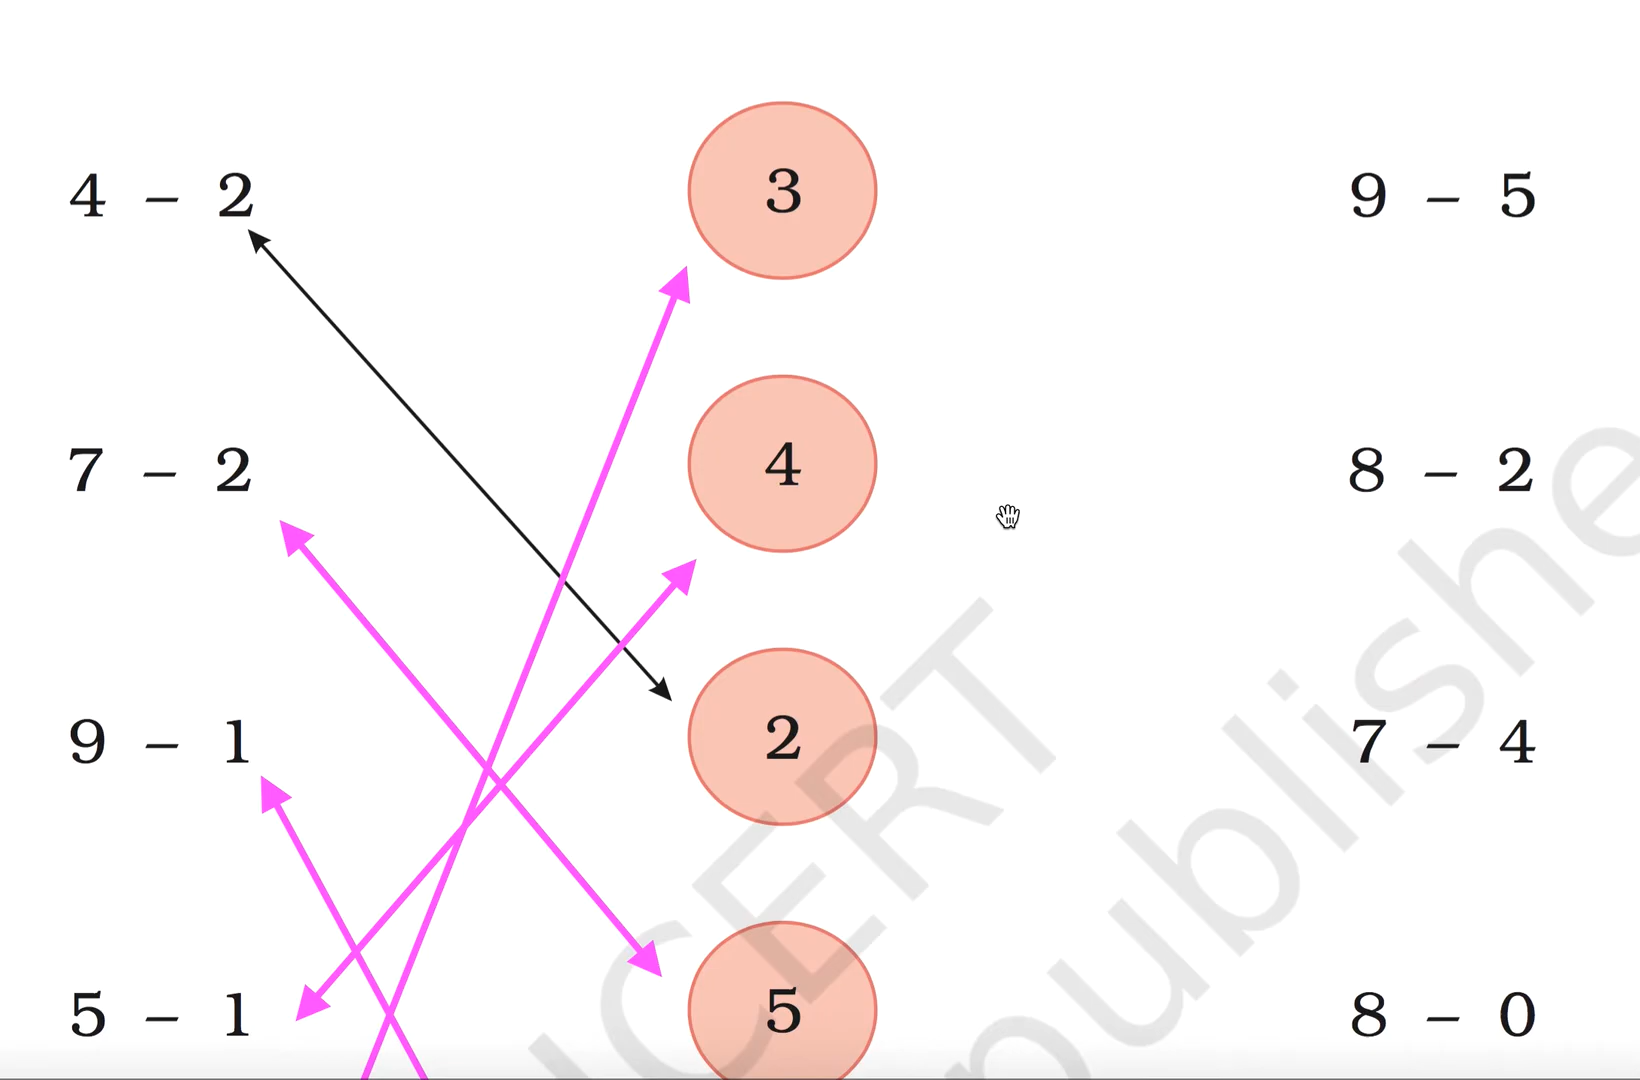 4 – 2 3 9 – 5
7 – 2 4 8 – 2
9 – 1 2 7 – 4
5 – 1 5 8 – 0
NCERT
publishe